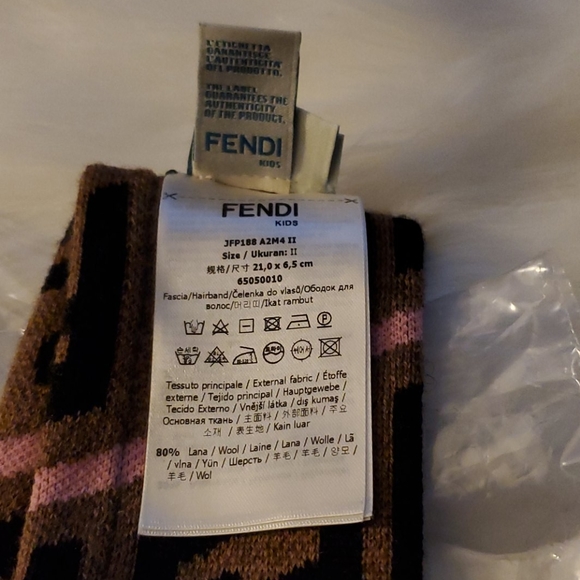 L'ETICHETTA
GARANTISCE
L'AUTENTICITÀ
DEL PRODOTTO.
THE LABEL
GUARANTEES THE
AUTHENTICITY
OF THE PRODUCT.
FENDI
KIDS
FENDI
KIDS
JFP188 A2M4 II
Size / Ukuran: II
规格/尺寸 21,0 x 6,5 cm
65050010
Fascia/Hairband/Čelenka do vlasů/Ободок для
волос/머리띠/Ikat rambut
Tessuto principale / External fabric / Étoffe
externe / Tejido principal / Hauptgewebe /
Tecido Externo / Vnější látka / dış kumaş /
Основная ткань / 主面料 / 外部面料 / 주요
소재 / 表生地 / Kain luar
80% Lana / Wool / Laine / Lana / Wolle / Lã
/ vlna / Yün / Шерсть / 羊毛 / 羊毛 / 양모 /
羊毛 / Wol